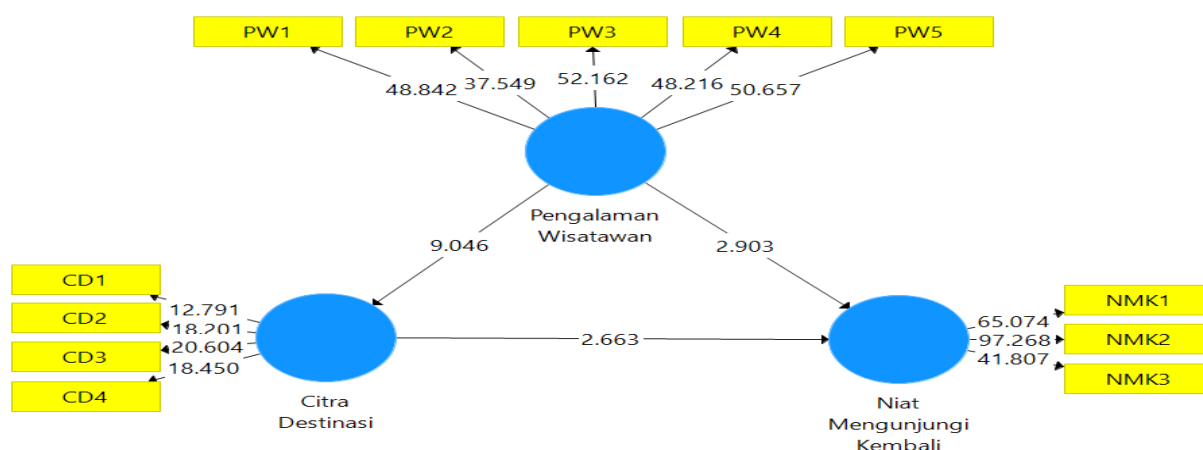 PW1 PW2 PW3 PW4 PW5
48.842 37.549 52.162 48.216 50.657
Pengalaman
Wisatawan
9.046 2.903
CD1
CD2
CD3
CD4
12.791
18.201
20.604
18.450
Citra
Destinasi
2.663
65.074
97.268
41.807
NMK1
NMK2
NMK3
Niat
Mengunjungi
Kembali